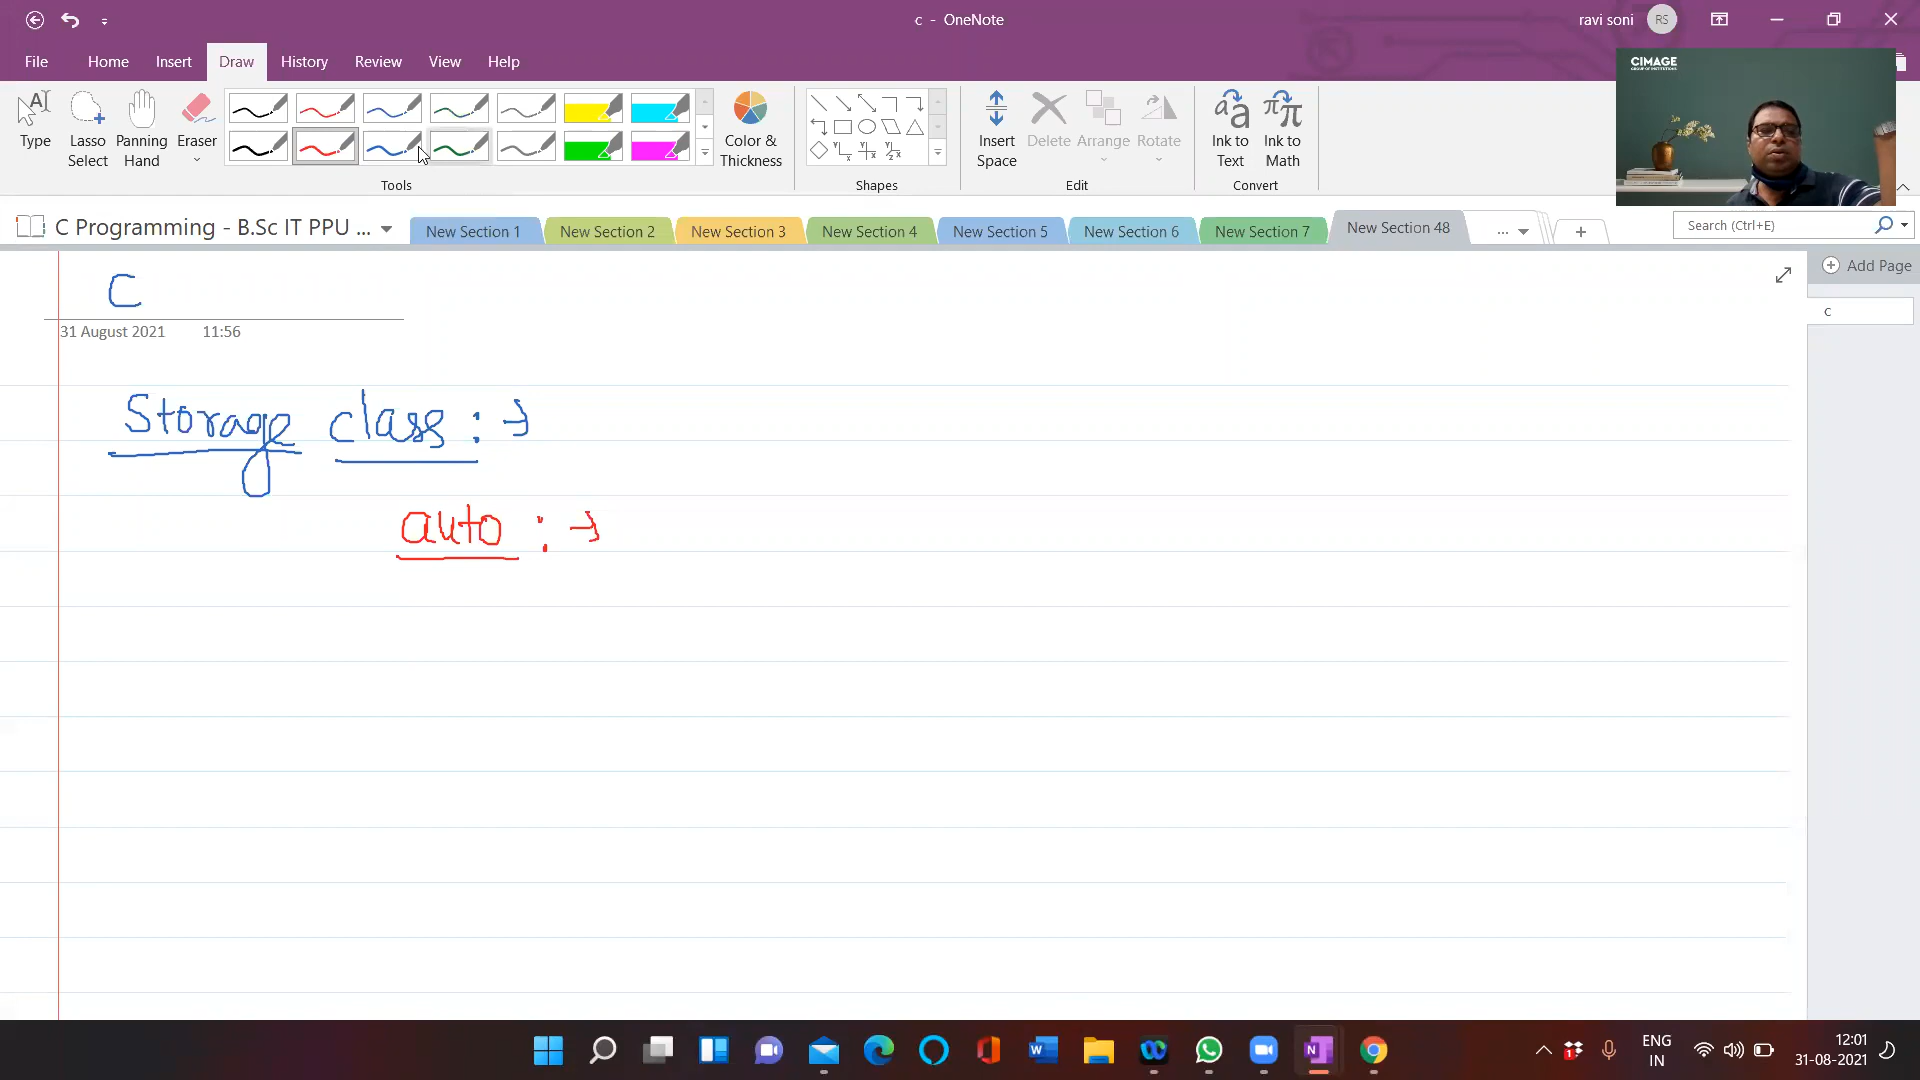 c - OneNote
ravi soni
RS
File
Home
Insert
Draw
History
Review
View
Help
CIMAGE
GROUP OF INSTITUTIONS
Type
Lasso
Select
Panning
Hand
Eraser
Color &
Thickness
Insert
Space
Delete
Arrange
Rotate
Ink to
Text
Ink to
Math
Tools
Shapes
Edit
Convert
C Programming - B.Sc IT PPU ...
New Section 1
New Section 2
New Section 3
New Section 4
New Section 5
New Section 6
New Section 7
New Section 48
...
Search (Ctrl+E)
Add Page
c
C
31 August 2021 11:56
Storage class : →
auto : →
ENG
IN
12:01
31-08-2021